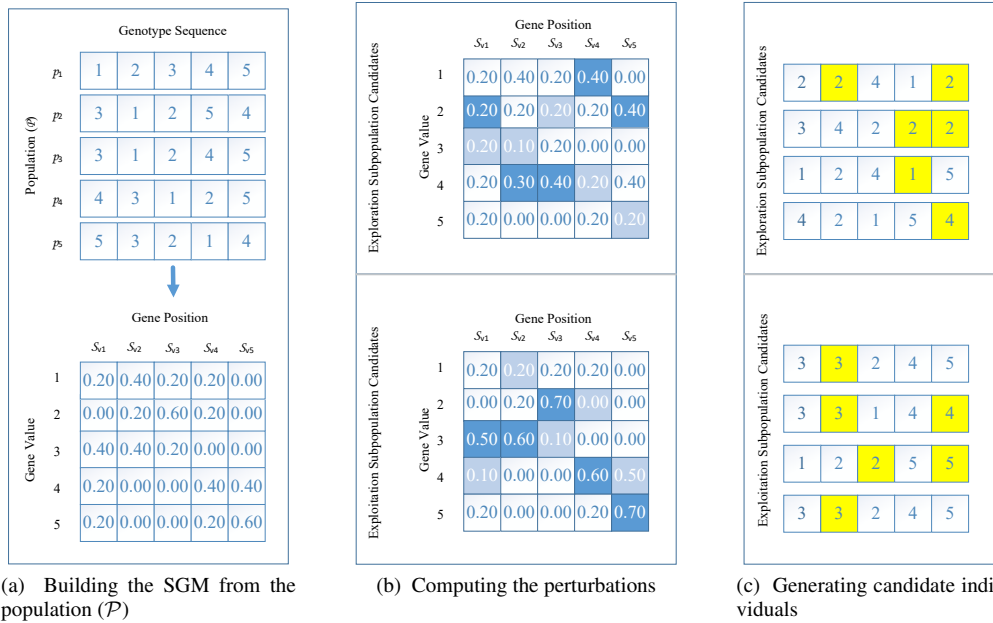 Genotype Sequence
Population (𝒫)
p₁ 1 2 3 4 5
p₂ 3 1 2 5 4
p₃ 3 1 2 4 5
p₄ 4 3 1 2 5
p₅ 5 3 2 1 4
Gene Position
Sv1 Sv2 Sv3 Sv4 Sv5
Gene Value
1 0.20 0.40 0.20 0.20 0.00
2 0.00 0.20 0.60 0.20 0.00
3 0.40 0.40 0.20 0.00 0.00
4 0.20 0.00 0.00 0.40 0.40
5 0.20 0.00 0.00 0.20 0.60
(a) Building the SGM from the
population (𝒫)
Exploration Subpopulation Candidates
Gene Position
Sv1 Sv2 Sv3 Sv4 Sv5
Gene Value
1 0.20 0.40 0.20 0.40 0.00
2 0.20 0.20 0.20 0.20 0.40
3 0.20 0.10 0.20 0.00 0.00
4 0.20 0.30 0.40 0.20 0.40
5 0.20 0.00 0.00 0.20 0.20
Exploitation Subpopulation Candidates
Gene Position
Sv1 Sv2 Sv3 Sv4 Sv5
Gene Value
1 0.20 0.20 0.20 0.20 0.00
2 0.00 0.20 0.70 0.00 0.00
3 0.50 0.60 0.10 0.00 0.00
4 0.10 0.00 0.00 0.60 0.50
5 0.20 0.00 0.00 0.20 0.70
(b) Computing the perturbations
Exploration Subpopulation Candidates
2 2 4 1 2
3 4 2 2 2
1 2 4 1 5
4 2 1 5 4
Exploitation Subpopulation Candidates
3 3 2 4 5
3 3 1 4 4
1 2 2 5 5
3 3 2 4 5
(c) Generating candidate indi
viduals